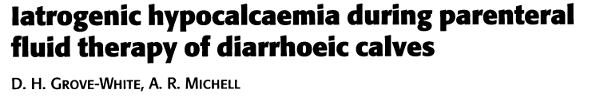 Iatrogenic hypocalcaemia during parenteral
fluid therapy of diarrhoeic calves
D. H. GROVE-WHITE, A. R. MICHELL